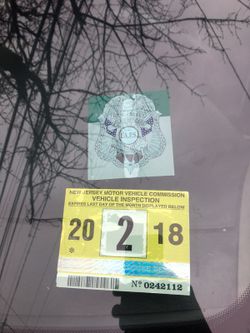 NEW JERSEY MOTOR VEHICLE COMMISSION
VEHICLE INSPECTION
EXPIRES LAST DAY OF THE MONTH DISPLAYED BELOW
20 2 18
Nº 0242112